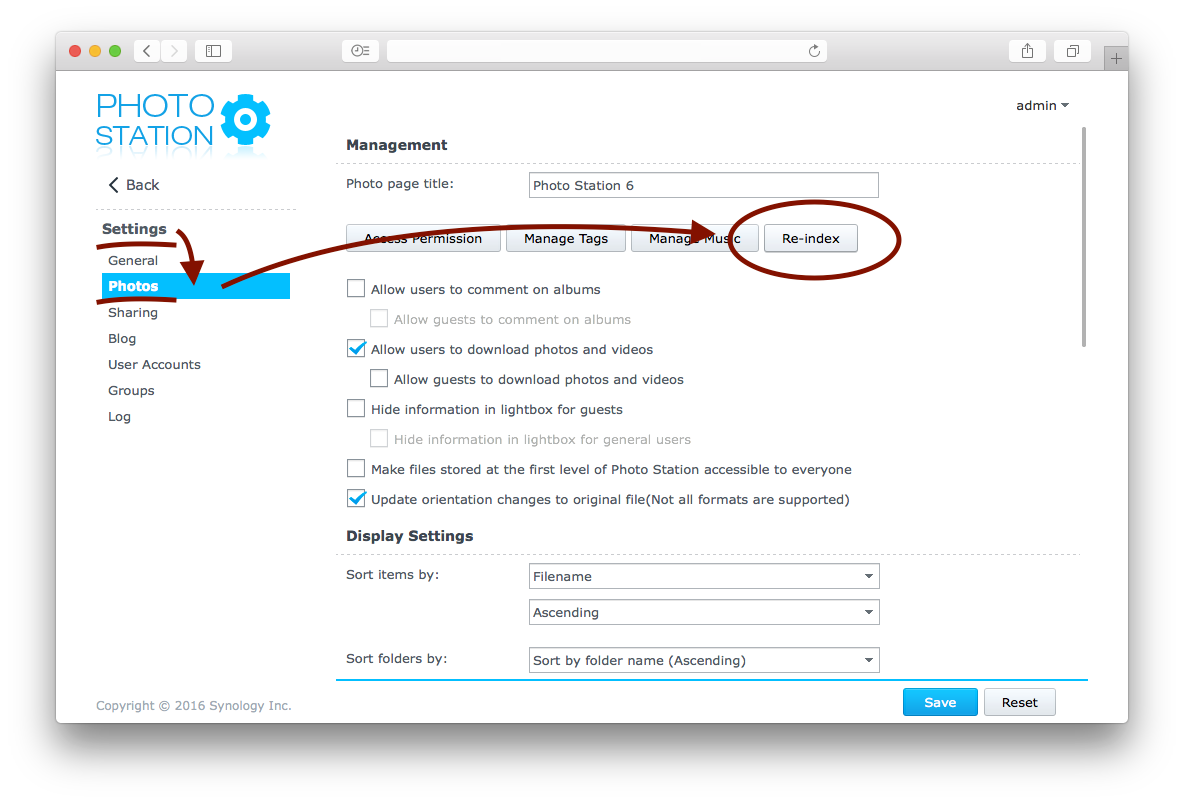 PHOTO
STATION
admin
Back
Settings
General
Photos
Sharing
Blog
User Accounts
Groups
Log
Management
Photo page title: Photo Station 6
Access Permission Manage Tags Manage Music Re-index
Allow users to comment on albums
Allow guests to comment on albums
Allow users to download photos and videos
Allow guests to download photos and videos
Hide information in lightbox for guests
Hide information in lightbox for general users
Make files stored at the first level of Photo Station accessible to everyone
Update orientation changes to original file(Not all formats are supported)
Display Settings
Sort items by: Filename
Ascending
Sort folders by: Sort by folder name (Ascending)
Save Reset
Copyright © 2016 Synology Inc.